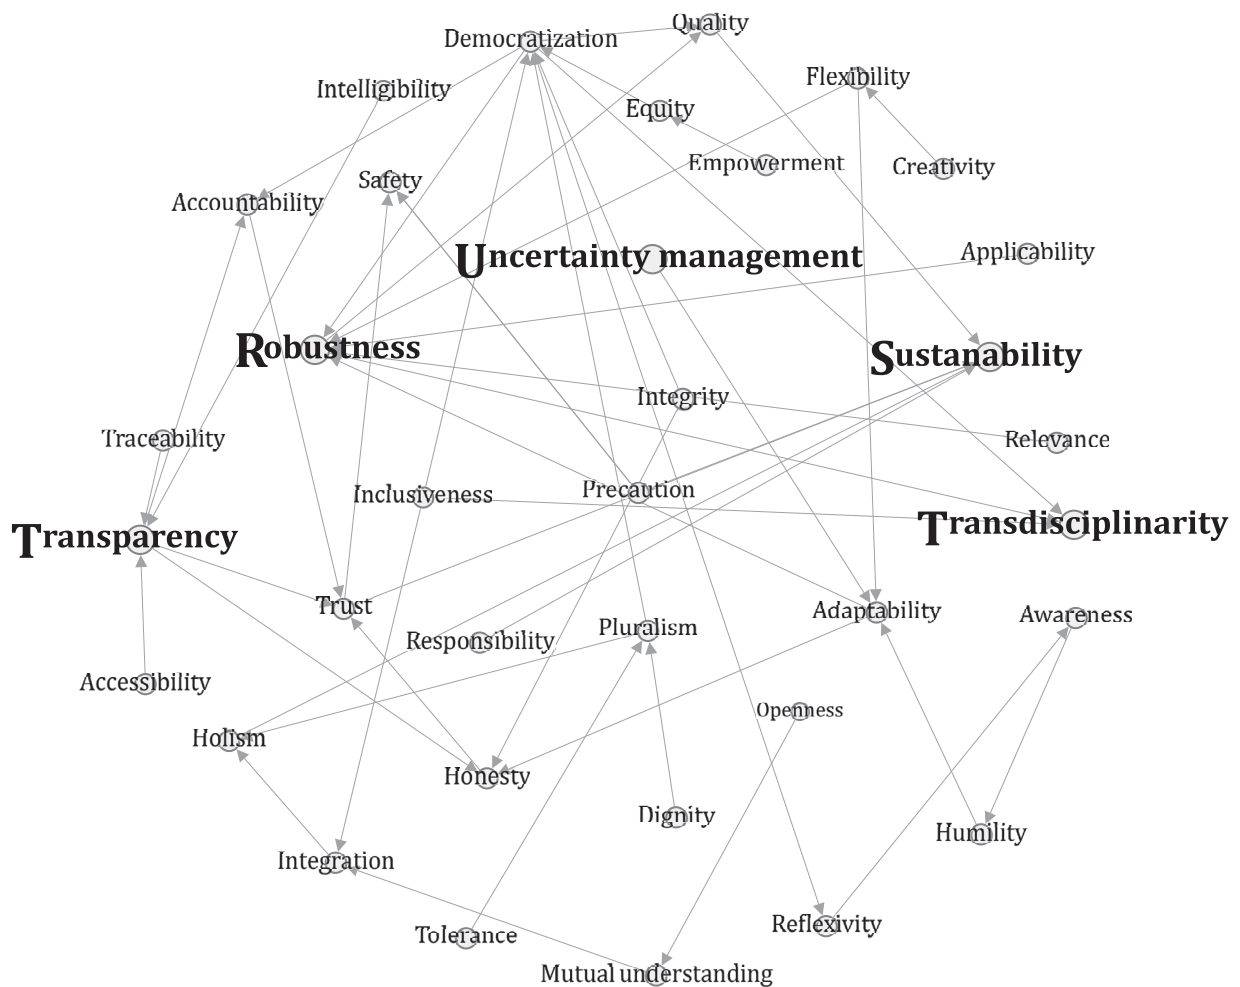 Quality
Democratization
Flexibility
Intelligibility
Equity
Empowerment
Creativity
Safety
Accountability
Applicability
Uncertainty management
Robustness
Sustanability
Integrity
Traceability
Relevance
Precaution
Inclusiveness
Transdisciplinarity
Transparency
Trust
Adaptability
Awareness
Pluralism
Responsibility
Accessibility
Openness
Holism
Honesty
Dignity
Humility
Integration
Reflexivity
Tolerance
Mutual understanding